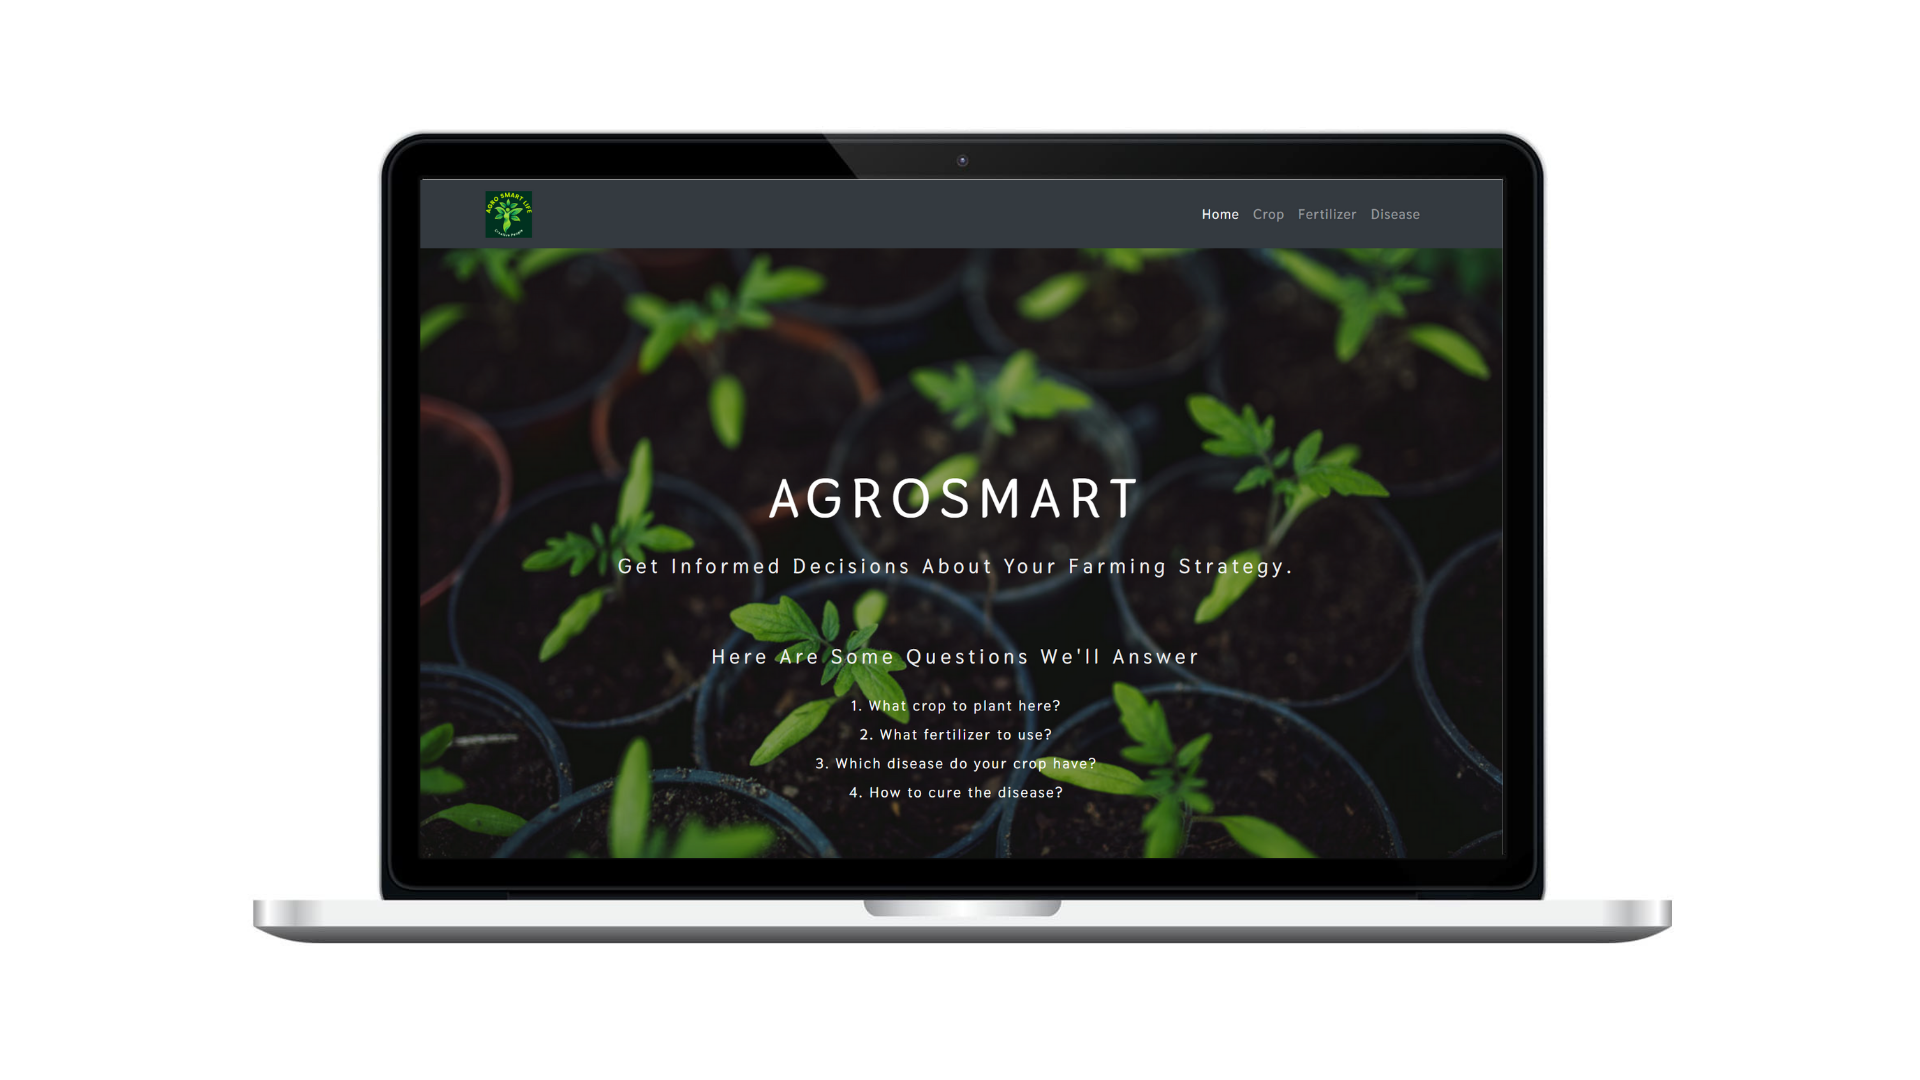 AGRO SMART LIFE
Home Crop Fertilizer Disease
AGROSMART
Get Informed Decisions About Your Farming Strategy.
Here Are Some Questions We'll Answer
1. What crop to plant here?
2. What fertilizer to use?
3. Which disease do your crop have?
4. How to cure the disease?